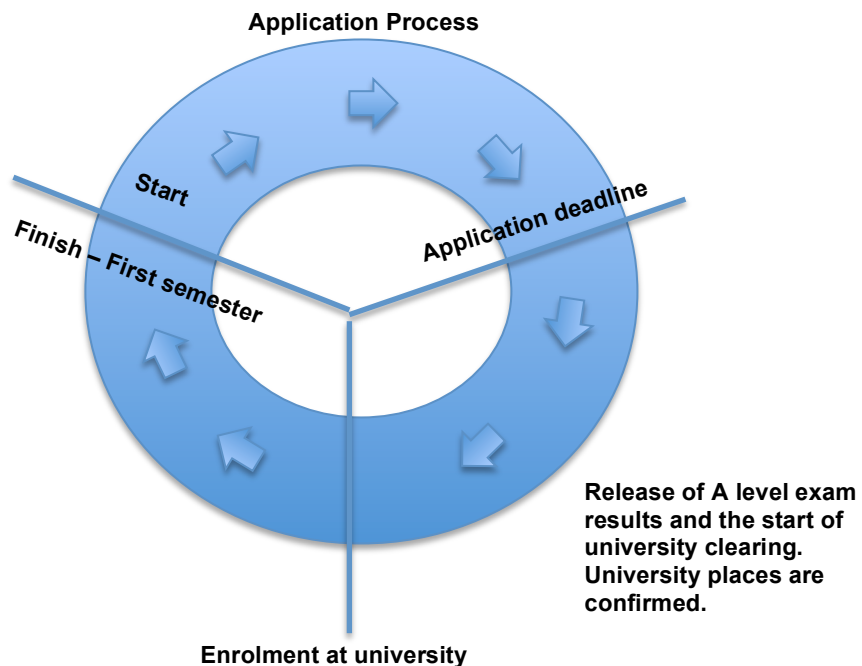 Application Process
Start
Application deadline
Finish – First semester
Release of A level exam
results and the start of
university clearing.
University places are
confirmed.
Enrolment at university